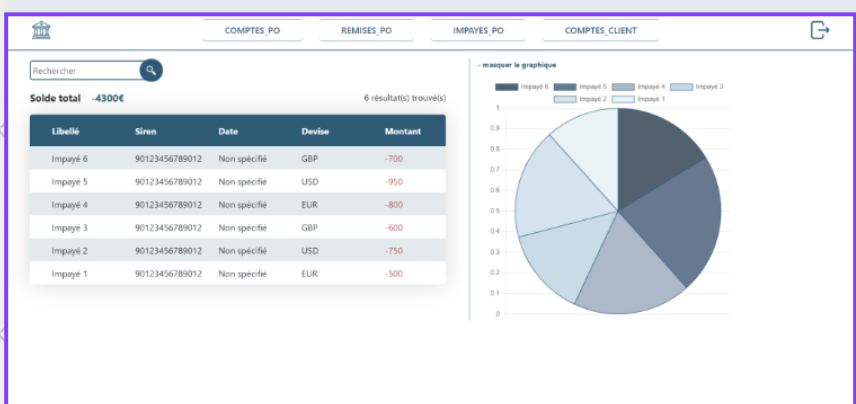 COMPTES_PO REMISES_PO IMPAYES_PO COMPTES_CLIENT
Rechercher
Solde total -4300€ 6 résultat(s) trouvé(s)
Libellé Siren Date Devise Montant
Impayé 6 90123456789012 Non spécifié GBP -700
Impayé 5 90123456789012 Non spécifié USD -950
Impayé 4 90123456789012 Non spécifié EUR -800
Impayé 3 90123456789012 Non spécifié GBP -600
Impayé 2 90123456789012 Non spécifié USD -750
Impayé 1 90123456789012 Non spécifié EUR -500
- masquer le graphique
Impayé 6 Impayé 5 Impayé 4 Impayé 3
Impayé 2 Impayé 1
1
0.9
0.8
0.7
0.6
0.5
0.4
0.3
0.2
0.1
0